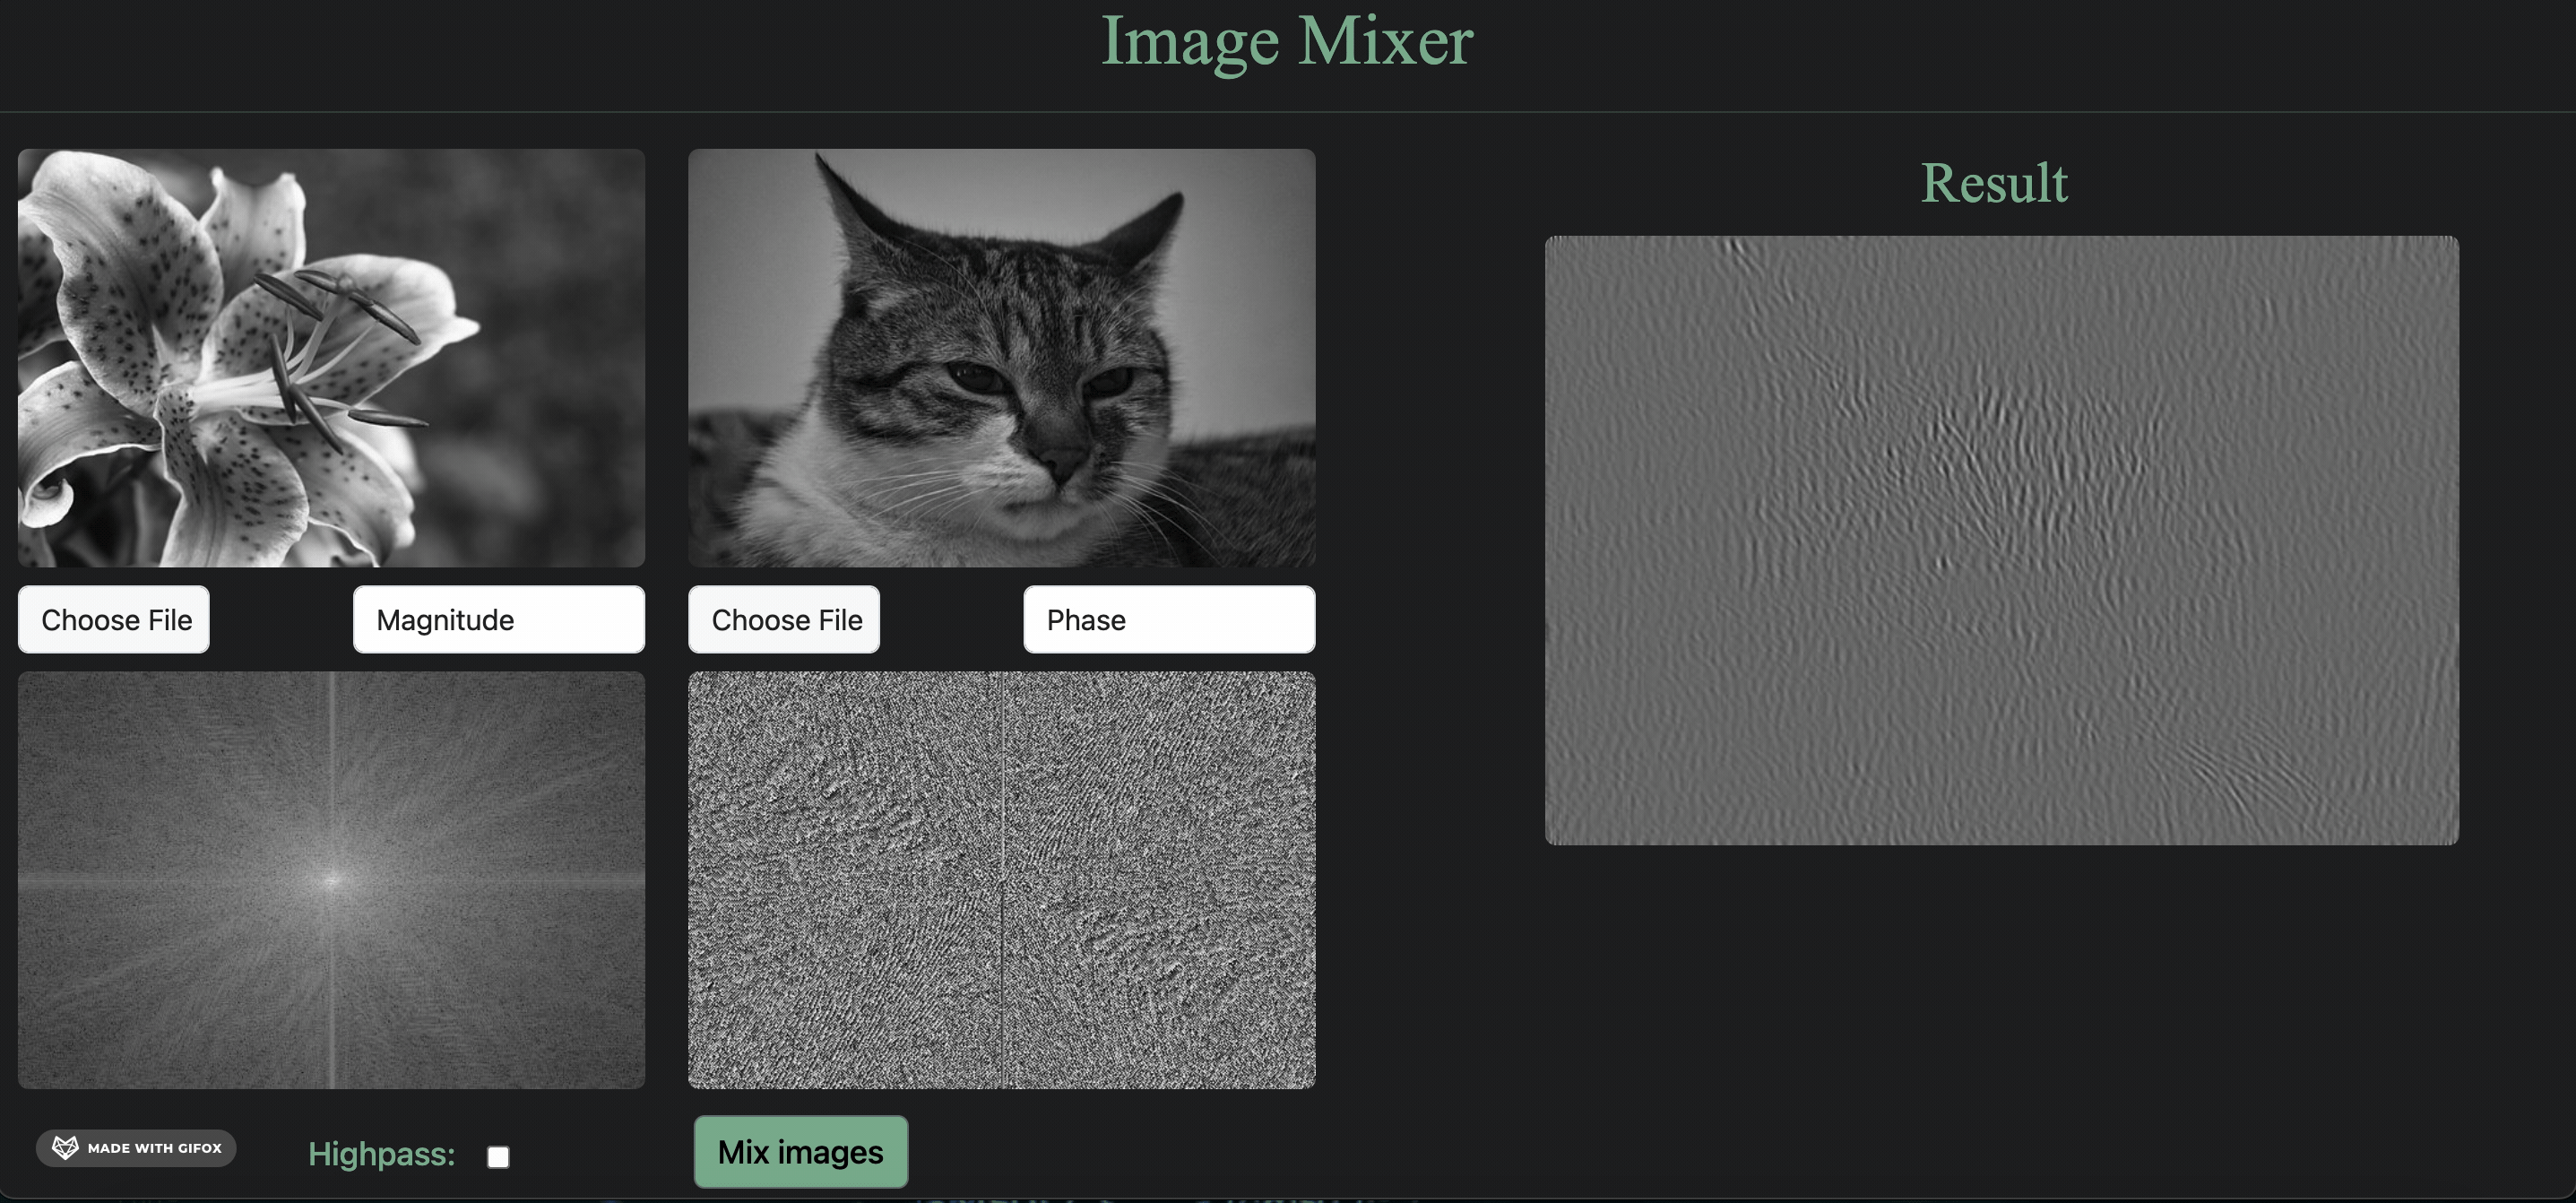 Image Mixer
Result
Choose File
Magnitude
Choose File
Phase
MADE WITH GIFOX
Highpass:
Mix images